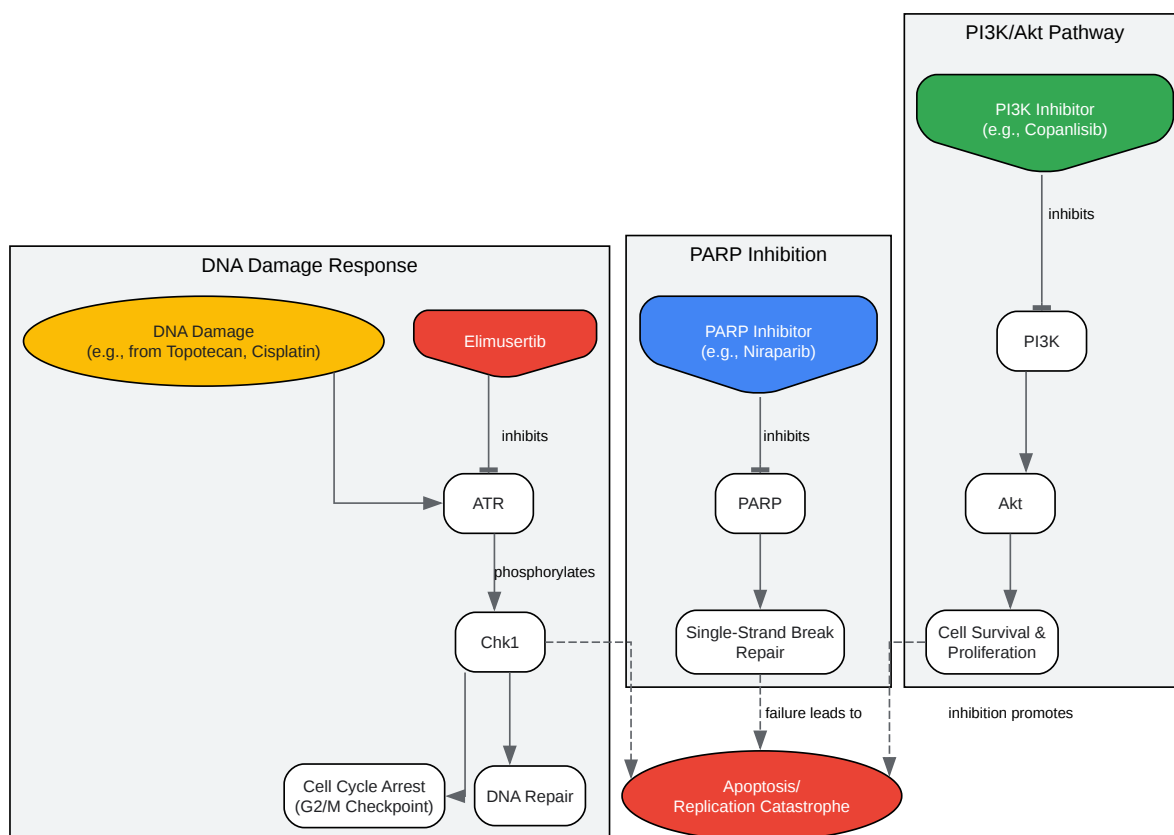 PI3K/Akt Pathway
PI3K Inhibitor
(e.g., Copanlisib)
inhibits
PI3K
Akt
Cell Survival &
Proliferation
inhibition promotes
PARP Inhibition
PARP Inhibitor
(e.g., Niraparib)
inhibits
PARP
Single-Strand Break
Repair
failure leads to
DNA Damage Response
DNA Damage
(e.g., from Topotecan, Cisplatin)
Elimusertib
inhibits
ATR
phosphorylates
Chk1
Cell Cycle Arrest
(G2/M Checkpoint)
DNA Repair
Apoptosis/
Replication Catastrophe